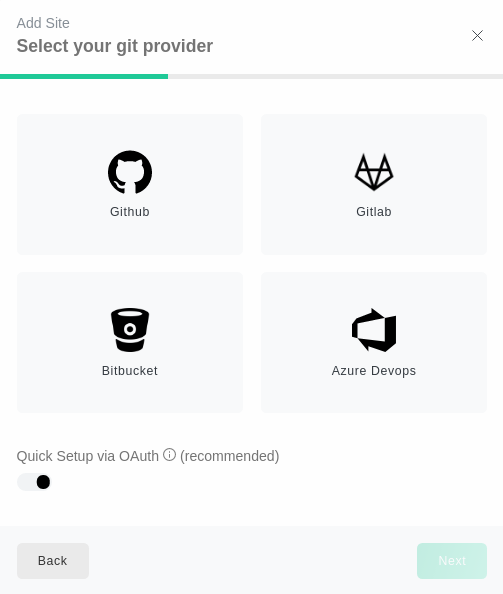 Add Site
Select your git provider
Github
Gitlab
Bitbucket
Azure Devops
Quick Setup via OAuth (recommended)
Back
Next